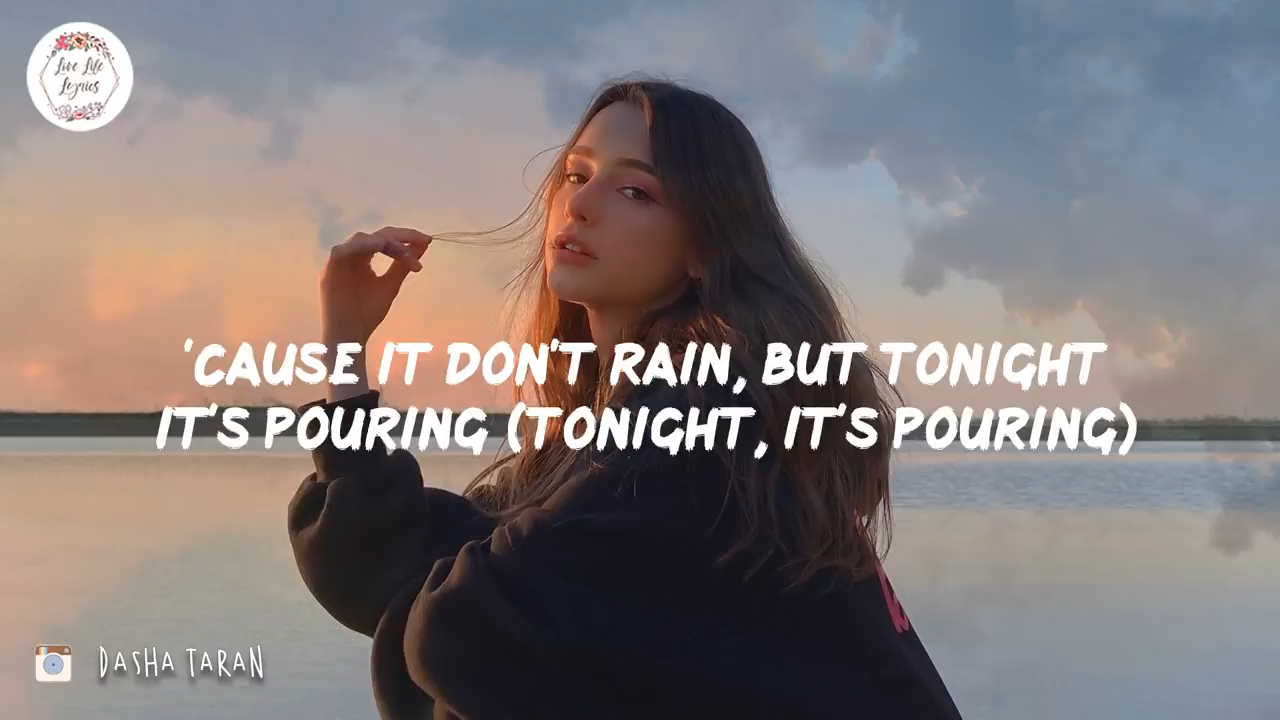 Live Life
Lyrics
'CAUSE IT DON'T RAIN, BUT TONIGHT
IT'S POURING (TONIGHT, IT'S POURING)
DASHA TARAN